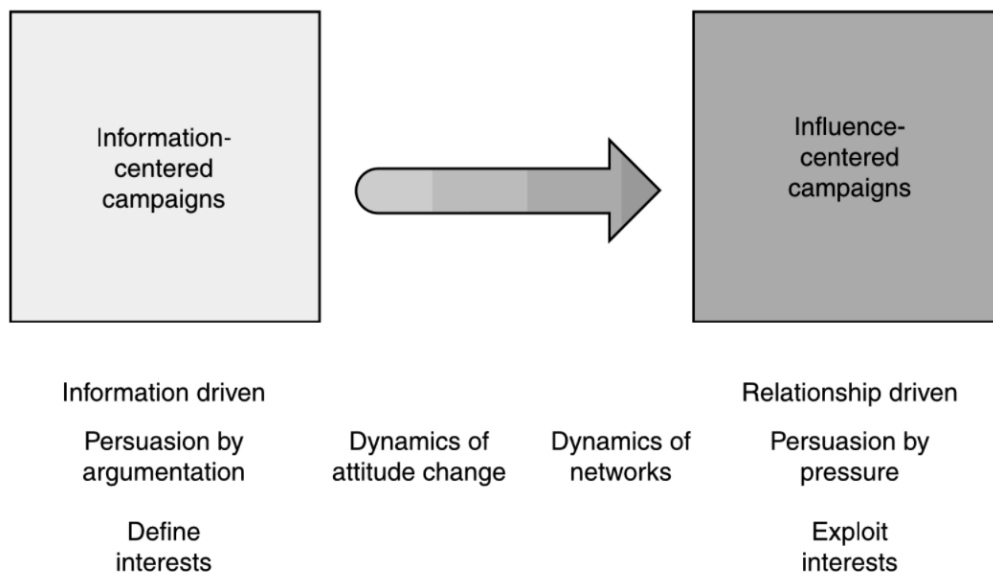 Information-
centered
campaigns
Influence-
centered
campaigns
Information driven
Relationship driven
Persuasion by
argumentation
Dynamics of
attitude change
Dynamics of
networks
Persuasion by
pressure
Define
interests
Exploit
interests